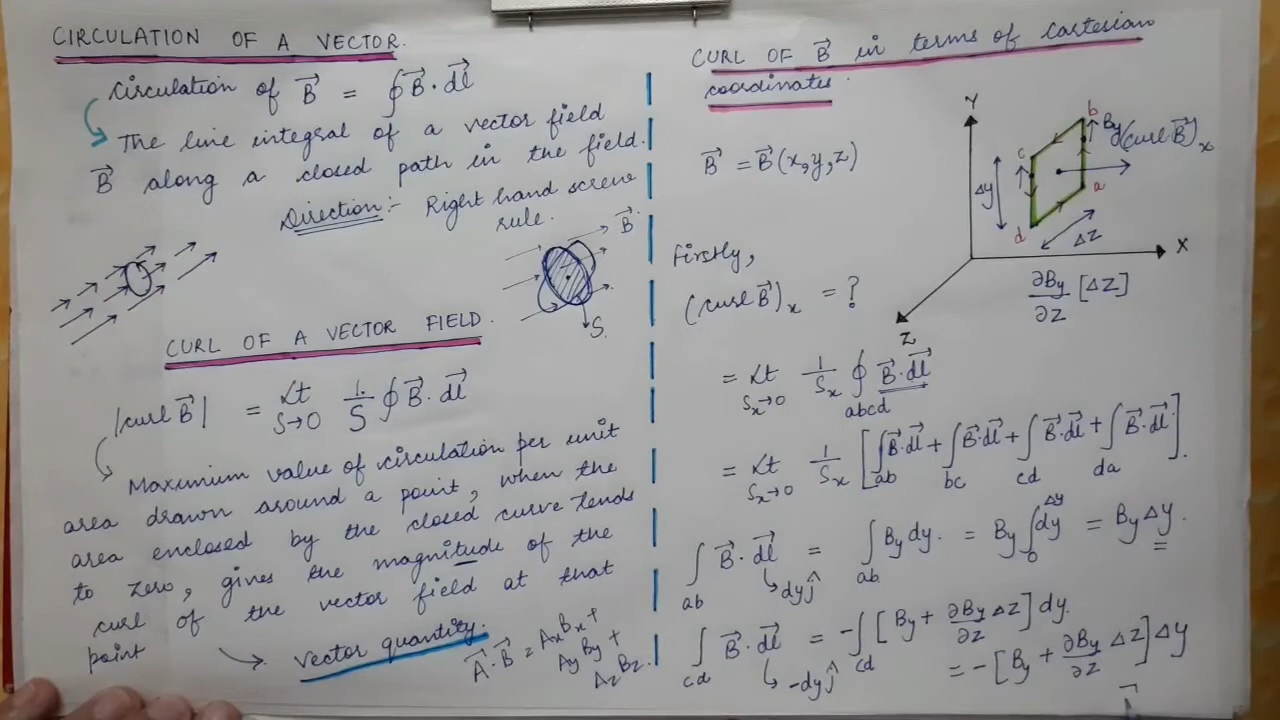 CIRCULATION OF A VECTOR.
Circulation of B⃗ = ∮B⃗ · dl⃗
The line integral of a vector field
B⃗ along a closed path in the field.
Direction:- Right hand screw
rule.
B⃗
S.
CURL OF A VECTOR FIELD.
|curl B⃗| = Lt S→0 1/S ∮B⃗ · dl⃗
Maximum value of circulation per unit
area drawn around a point, when the
area enclosed by the closed curve tends
to zero, gives the magnitude of the
curl of the vector field at that
point
Vector quantity.
A⃗ · B⃗ = AxBx +
AyBy +
AzBz.
CURL OF B⃗ in terms of Cartesian
coordinates.
B⃗ = B⃗(x,y,z)
Y
b
By
(curl B⃗)x
c
Δy
a
d
Δz
X
Z
∂By/∂z [Δz]
Firstly,
(curl B⃗)x = ?
= Lt Sx→0 1/Sx ∮abcd B⃗ · dl⃗
= Lt Sx→0 1/Sx [∫ab B⃗·dl⃗ + ∫bc B⃗·dl⃗ + ∫cd B⃗·dl⃗ + ∫da B⃗·dl⃗].
∫ab B⃗ · dl⃗ = ∫ab By dy. = By ∫0^Δy dy = By Δy.
dyĵ
∫cd B⃗ · dl⃗ = -∫cd [By + ∂By/∂z Δz] dy.
-dyĵ
= -[By + ∂By/∂z Δz] Δy